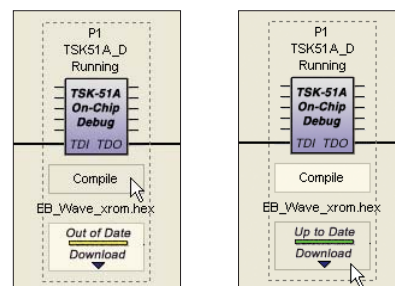 P1
TSK51A_D
Running
TSK-51A
On-Chip
Debug
TDI TDO
Compile
EB_Wave_xrom.hex
Out of Date
Download
P1
TSK51A_D
Running
TSK-51A
On-Chip
Debug
TDI TDO
Compile
EB_Wave_xrom.hex
Up to Date
Download